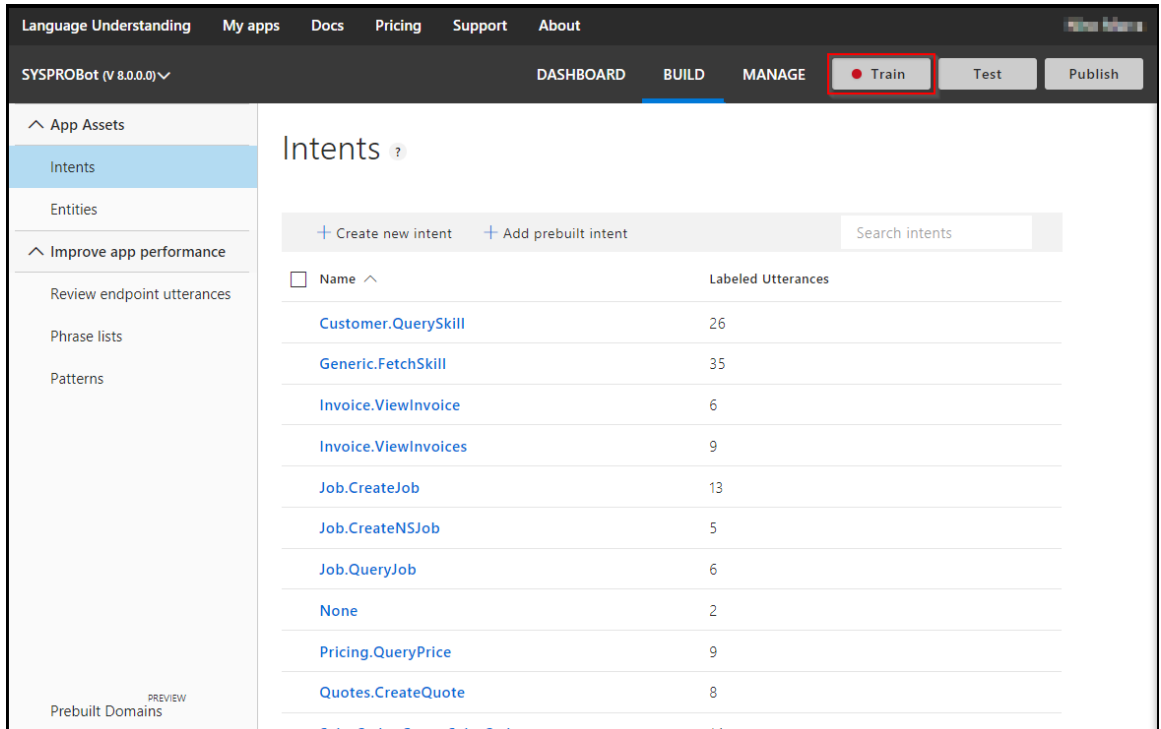 Language Understanding My apps Docs Pricing Support About
SYSPROBot (V 8.0.0.0) DASHBOARD BUILD MANAGE Train Test Publish
App Assets
Intents
Entities
Improve app performance
Review endpoint utterances
Phrase lists
Patterns
PREVIEW
Prebuilt Domains
Intents ?
Create new intent Add prebuilt intent Search intents
Name Labeled Utterances
Customer.QuerySkill 26
Generic.FetchSkill 35
Invoice.ViewInvoice 6
Invoice.ViewInvoices 9
Job.CreateJob 13
Job.CreateNSJob 5
Job.QueryJob 6
None 2
Pricing.QueryPrice 9
Quotes.CreateQuote 8